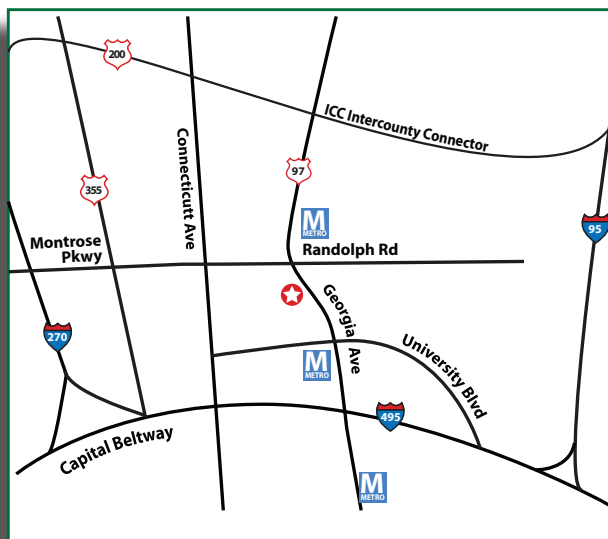 200
ICC Intercounty Connector
Connecticutt Ave
97
355
M
METRO
95
Montrose
Pkwy
Randolph Rd
Georgia
Ave
270
University Blvd
M
METRO
495
Capital Beltway
M
METRO